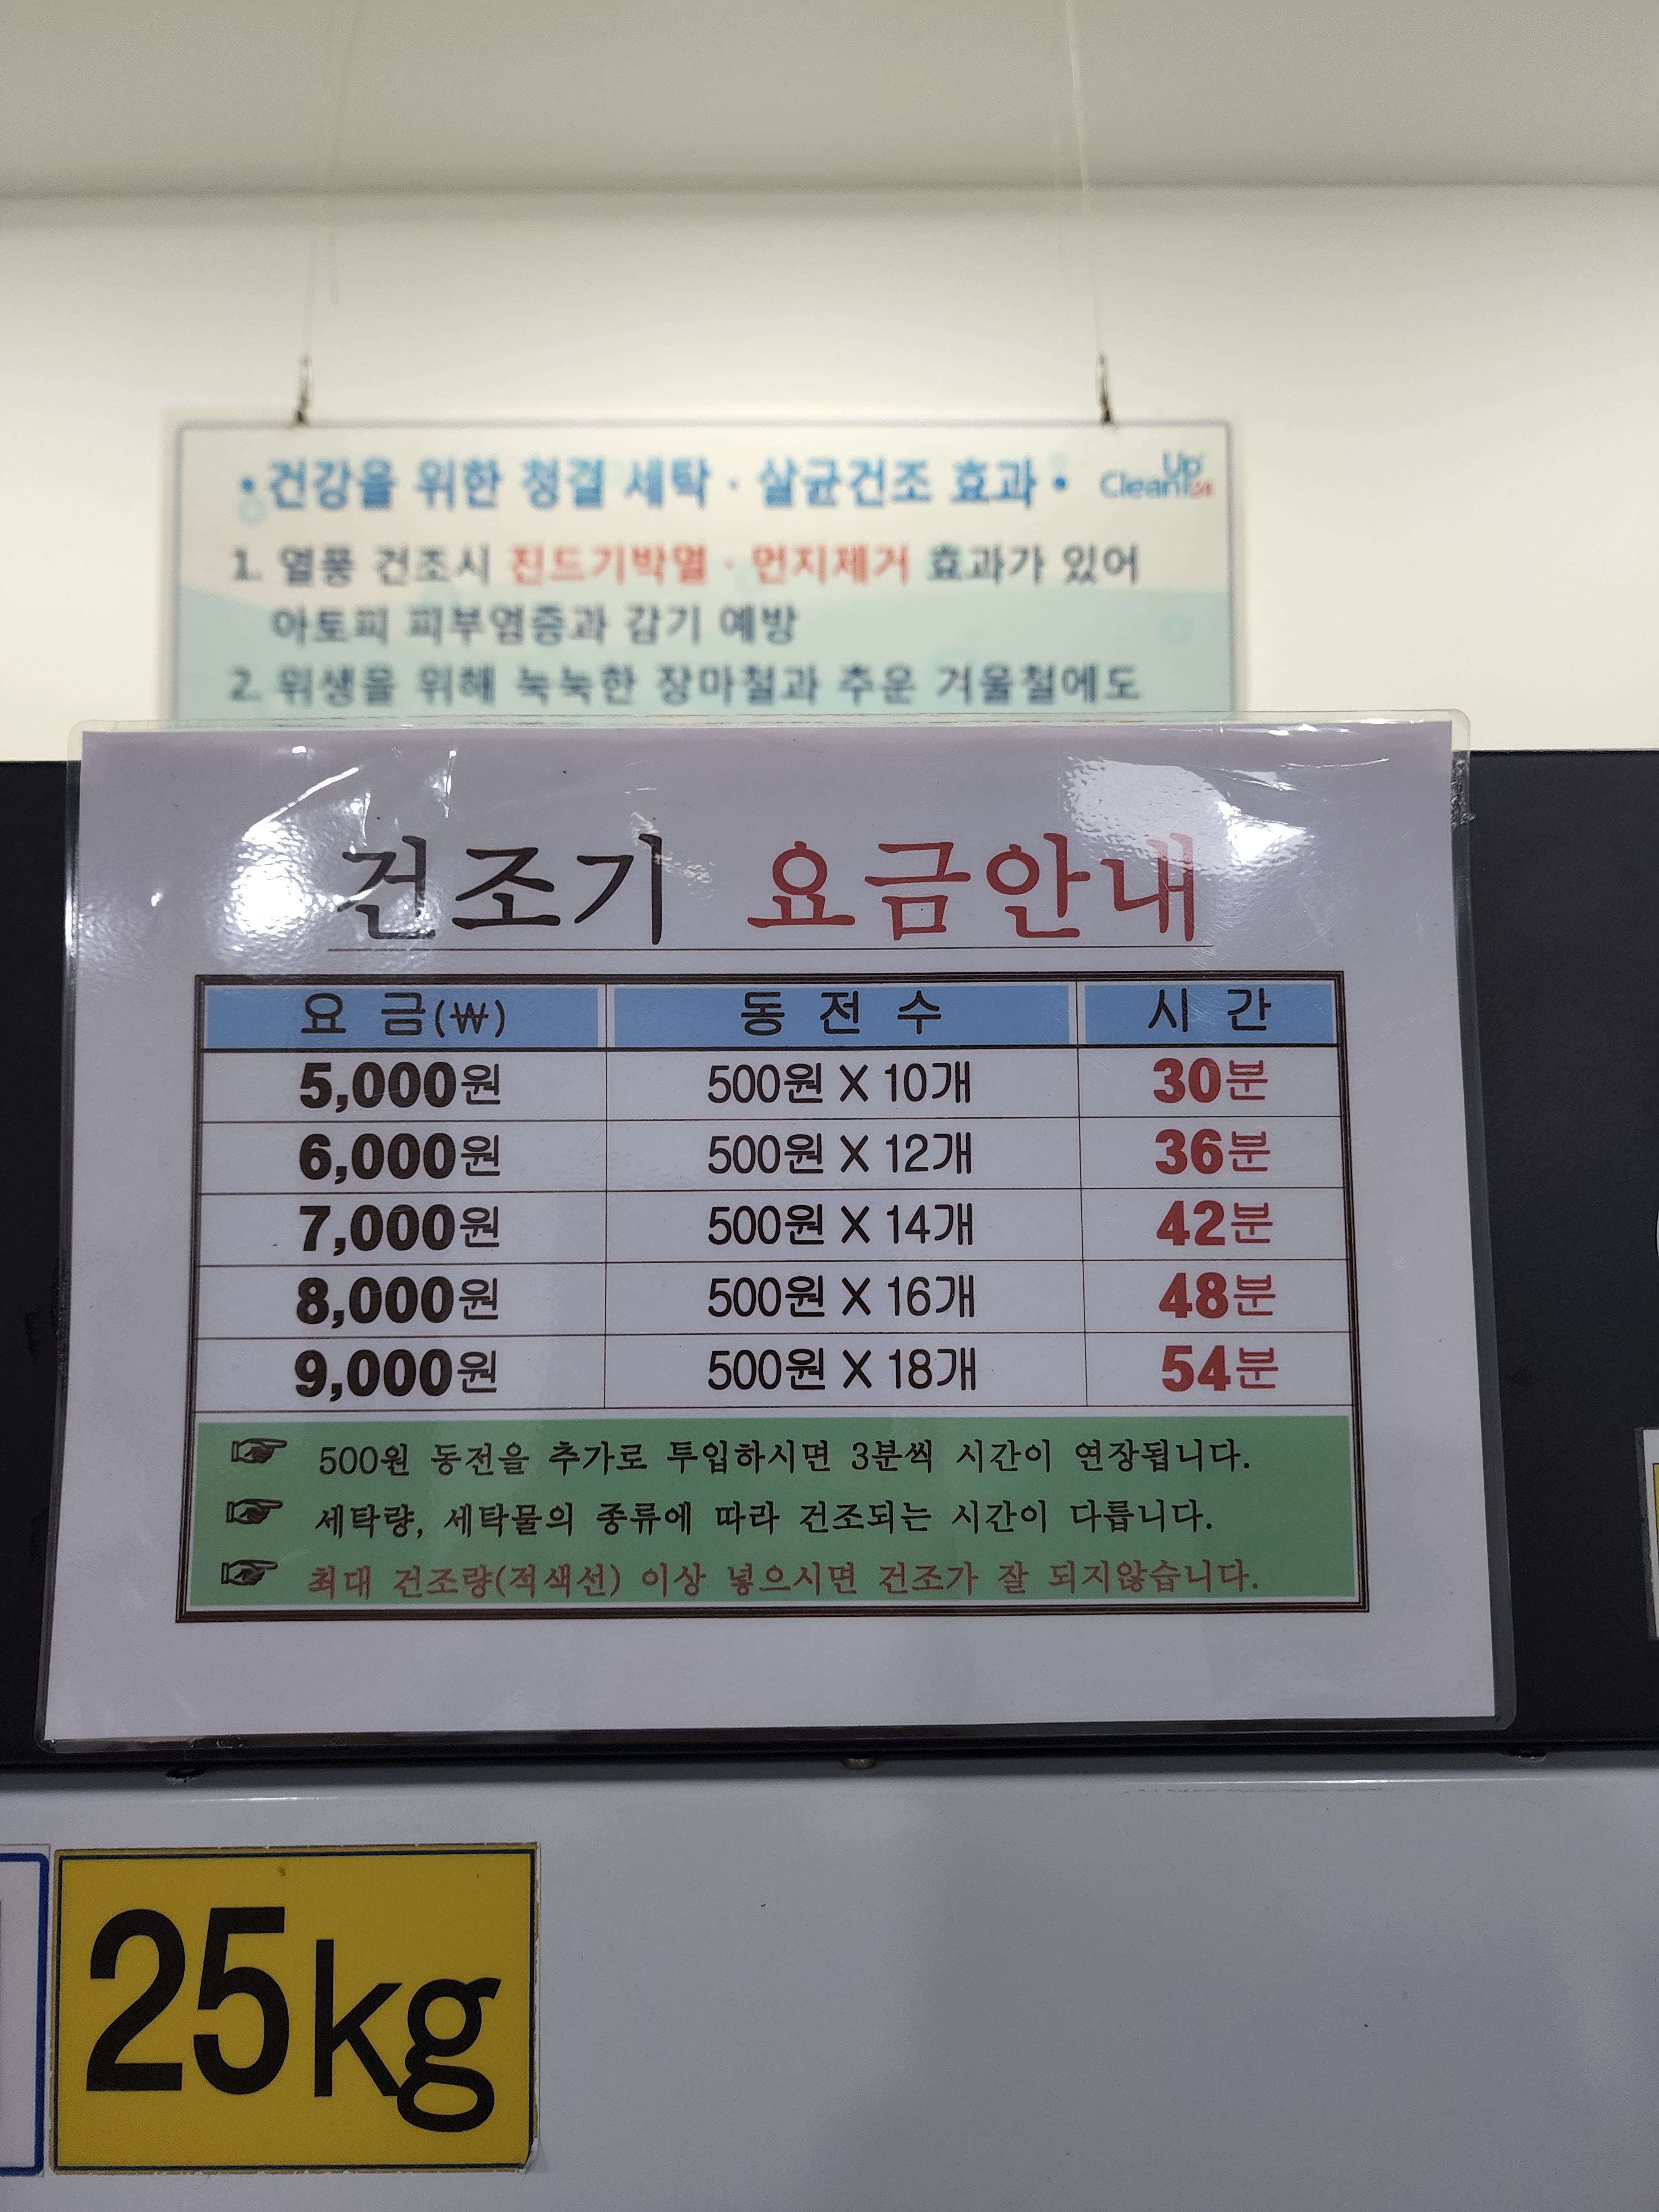 •건강을 위한 청결 세탁 · 살균건조 효과•
Up
Clean
1. 열풍 건조시 진드기박멸 · 먼지제거 효과가 있어
아토피 피부염증과 감기 예방
2. 위생을 위해 눅눅한 장마철과 추운 겨울철에도
건조기 요금안내
요 금(₩) 동 전 수 시 간
5,000원 500원 X 10개 30분
6,000원 500원 X 12개 36분
7,000원 500원 X 14개 42분
8,000원 500원 X 16개 48분
9,000원 500원 X 18개 54분
☞ 500원 동전을 추가로 투입하시면 3분씩 시간이 연장됩니다.
☞ 세탁량, 세탁물의 종류에 따라 건조되는 시간이 다릅니다.
☞ 최대 건조량(적색선) 이상 넣으시면 건조가 잘 되지않습니다.
25kg